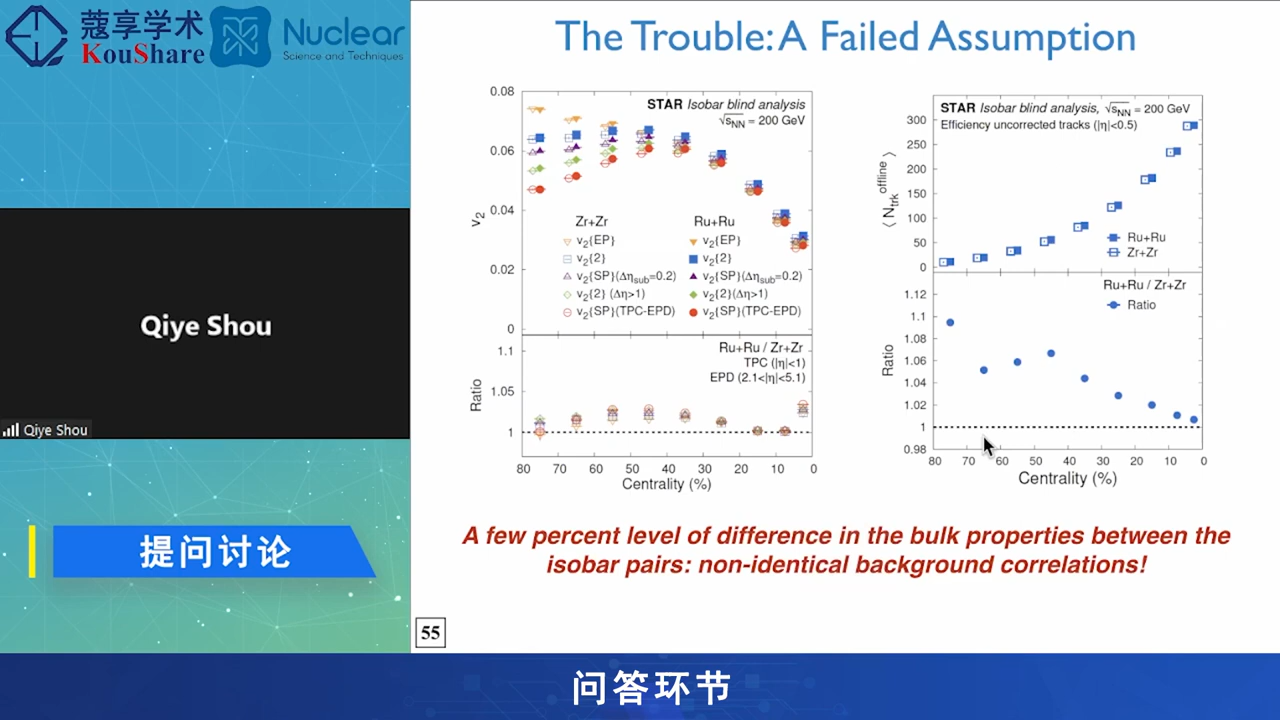 蔻享学术
KouShare
Nuclear
Science and Techniques
Qiye Shou
Qiye Shou
提问讨论
The Trouble: A Failed Assumption
0.08
0.06
0.04
0.02
0
v2
STAR Isobar blind analysis
√sNN = 200 GeV
Zr+Zr
Ru+Ru
v2{EP}
v2{EP}
v2{2}
v2{2}
v2{SP}(Δηsub=0.2)
v2{SP}(Δηsub=0.2)
v2{2} (Δη>1)
v2{2}(Δη>1)
v2{SP}(TPC-EPD)
v2{SP}(TPC-EPD)
1.1
1.05
1
Ratio
Ru+Ru / Zr+Zr
TPC (|η|<1)
EPD (2.1<|η|<5.1)
80 70 60 50 40 30 20 10 0
Centrality (%)
STAR Isobar blind analysis, √sNN = 200 GeV
Efficiency uncorrected tracks (|η|<0.5)
300
250
200
150
100
50
0
⟨ Ntrk offline ⟩
Ru+Ru
Zr+Zr
Ru+Ru / Zr+Zr
Ratio
1.12
1.1
1.08
1.06
1.04
1.02
1
0.98
Ratio
80 70 60 50 40 30 20 10 0
Centrality (%)
A few percent level of difference in the bulk properties between the
isobar pairs: non-identical background correlations!
55
问答环节